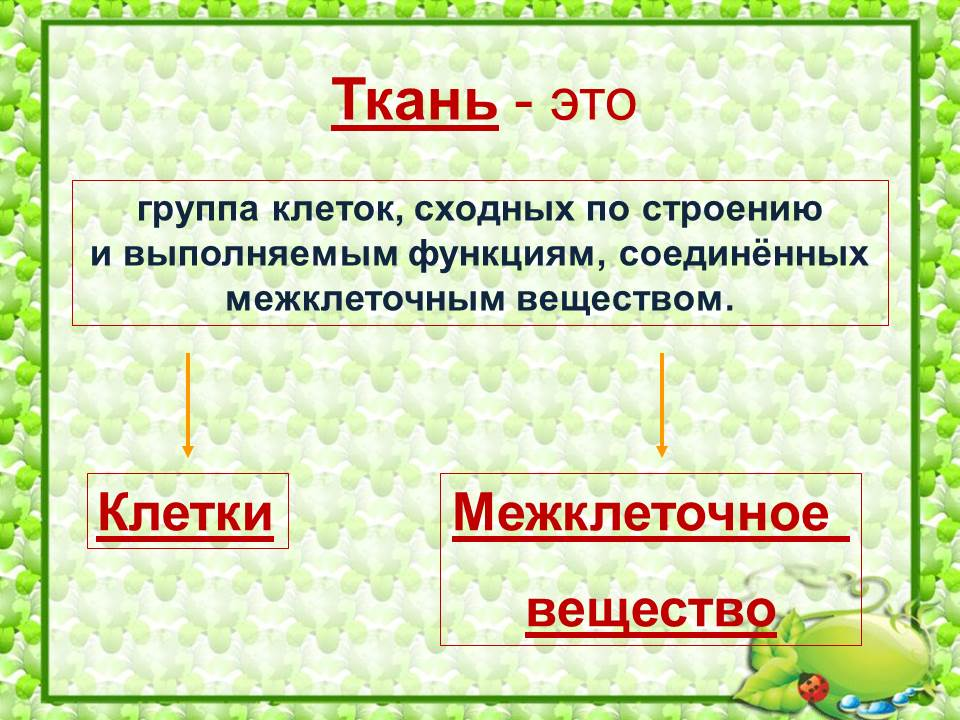 Ткань - это
группа клеток, сходных по строению
и выполняемым функциям, соединённых
межклеточным веществом.
Клетки
Межклеточное
вещество